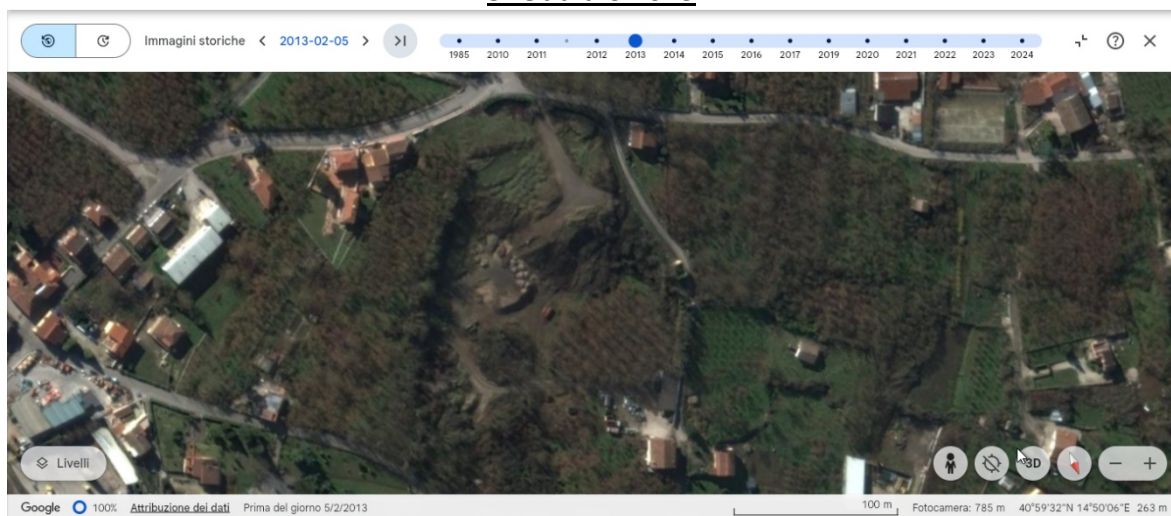 Immagini storiche 2013-02-05
1985 2010 2011 2012 2013 2014 2015 2016 2017 2019 2020 2021 2022 2023 2024
Livelli
3D
Google 100% Attribuzione dei dati Prima del giorno 5/2/2013 100 m Fotocamera: 785 m 40°59'32"N 14°50'06"E 263 m